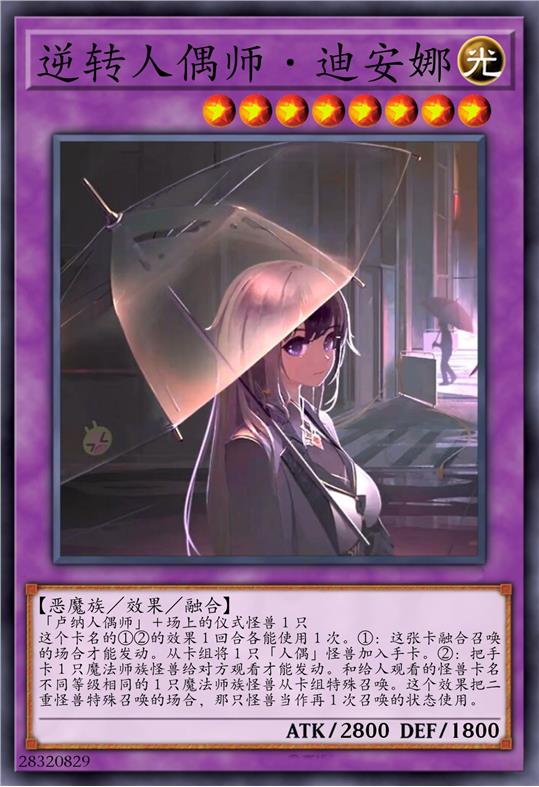 逆转人偶师·迪安娜
光
【恶魔族／效果／融合】
「卢纳人偶师」＋场上的仪式怪兽1只
这个卡名的①②的效果1回合各能使用1次。①：这张卡融合召唤
的场合才能发动。从卡组将1只「人偶」怪兽加入手卡。②：把手
卡1只魔法师族怪兽给对方观看才能发动。和给人观看的怪兽卡名
不同等级相同的1只魔法师族怪兽从卡组特殊召唤。这个效果把二
重怪兽特殊召唤的场合，那只怪兽当作再1次召唤的状态使用。
ATK/2800 DEF/1800
28320829